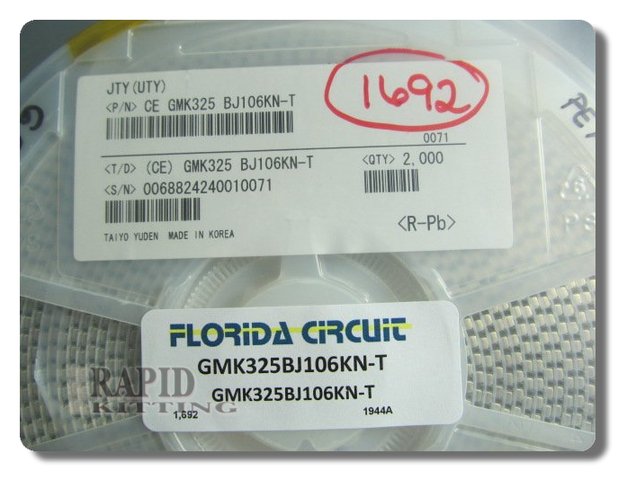 JTY(UTY)
<P/N> CE GMK325 BJ106KN-T
1692
0071
<T/D> (CE) GMK325 BJ106KN-T
<QTY> 2,000
<S/N> 0068824240010071
<R-Pb>
TAIYO YUDEN MADE IN KOREA
FLORIDA CIRCUIT
GMK325BJ106KN-T
GMK325BJ106KN-T
RAPID
KITTING
1,692
1944A